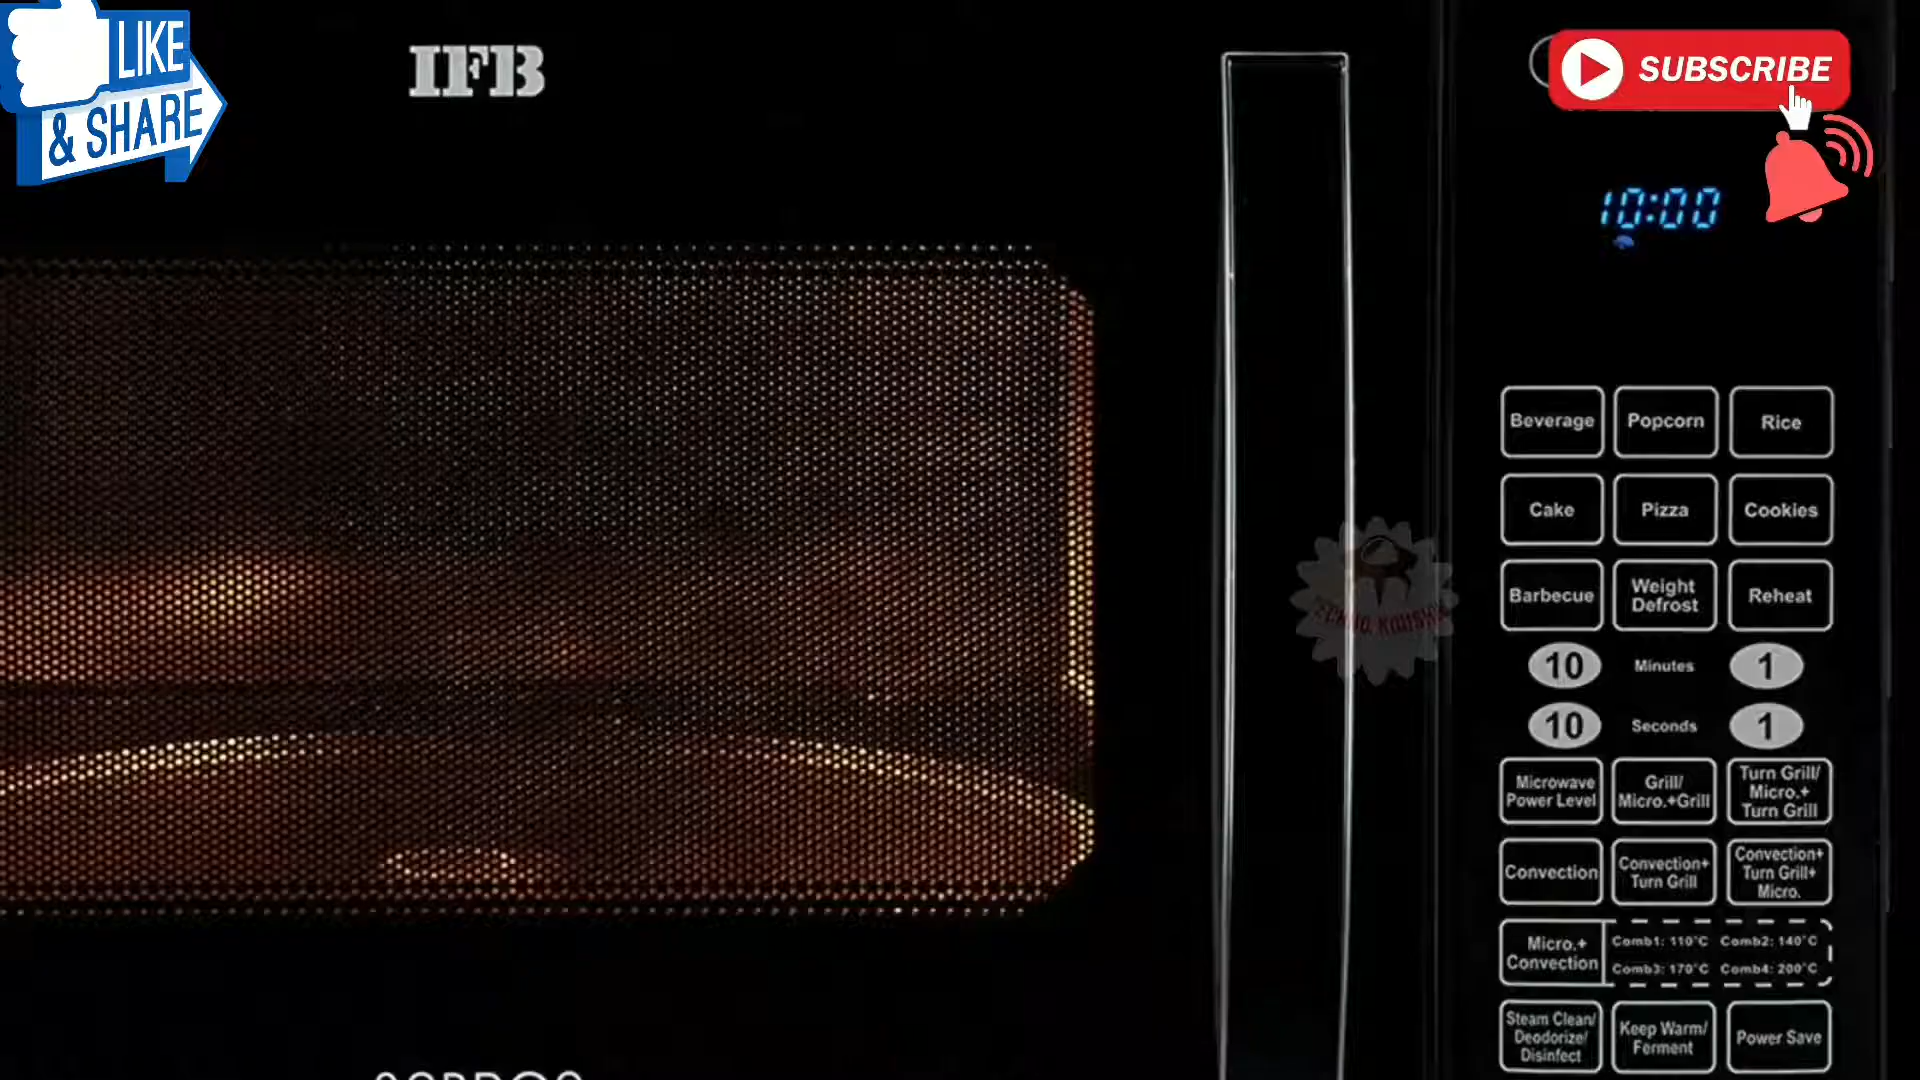 LIKE
& SHARE
IFB
SUBSCRIBE
10:00
Beverage
Popcorn
Rice
Cake
Pizza
Cookies
Barbecue
Weight
Defrost
Reheat
10
Minutes
1
10
Seconds
1
Microwave
Power Level
Grill/
Micro.+Grill
Turn Grill/
Micro.+
Turn Grill
Convection
Convection+
Turn Grill
Convection+
Turn Grill+
Micro.
Micro.+
Convection
Comb1: 110°C Comb2: 140°C
Comb3: 170°C Comb4: 200°C
Steam Clean/
Deodorize/
Disinfect
Keep Warm/
Ferment
Power Save